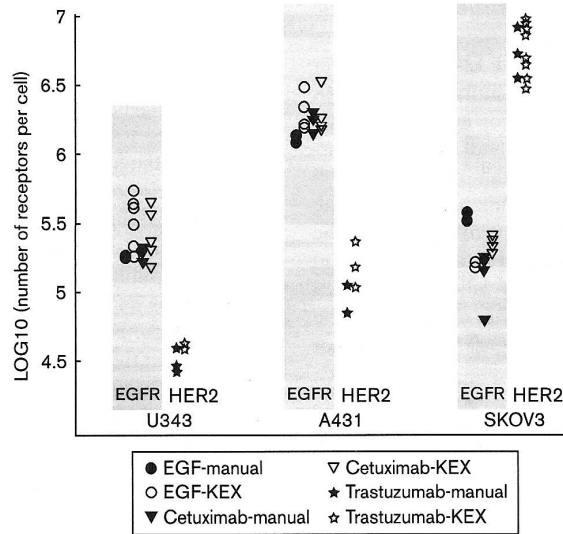 LOG10 (number of receptors per cell)
7
6.5
6
5.5
5
4.5
EGFR HER2 EGFR HER2 EGFR HER2
U343 A431 SKOV3
EGF-manual
EGF-KEX
Cetuximab-manual
Cetuximab-KEX
Trastuzumab-manual
Trastuzumab-KEX